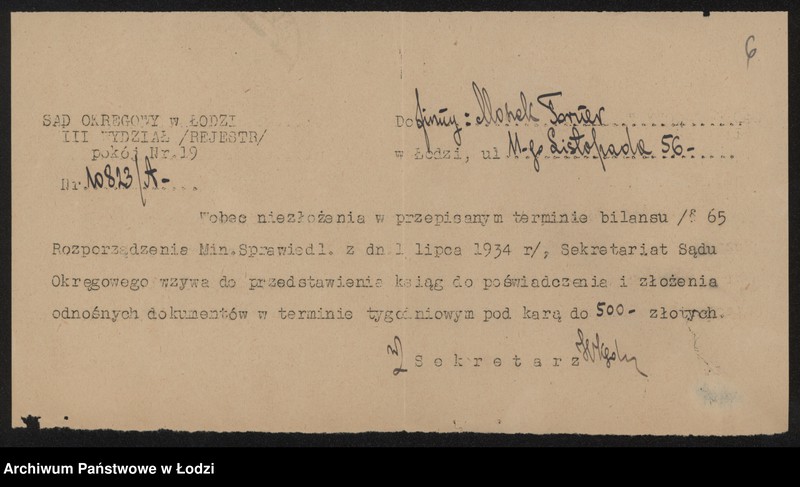 6
SĄD OKRĘGOWY w ŁODZI
III WYDZIAŁ /REJESTR/
pokój Nr.19
Nr.10823/A-
Do firmy: Moszek
w Łodzi, ul 11-go Listopada 56-
Wobec niezłożenia w przepisanym terminie bilansu /§ 65
Rozporządzenie Min.Sprawiedl. z dn.1 lipca 1934 r/, Sekretariat Sądu
Okręgowego wzywa do przedstawienia ksiąg do poświadczenia i złożenia
odnośnych dokumentów w terminie tygodniowym pod karą do 500- złotych.
Sekretarz
Archiwum Państwowe w Łodzi